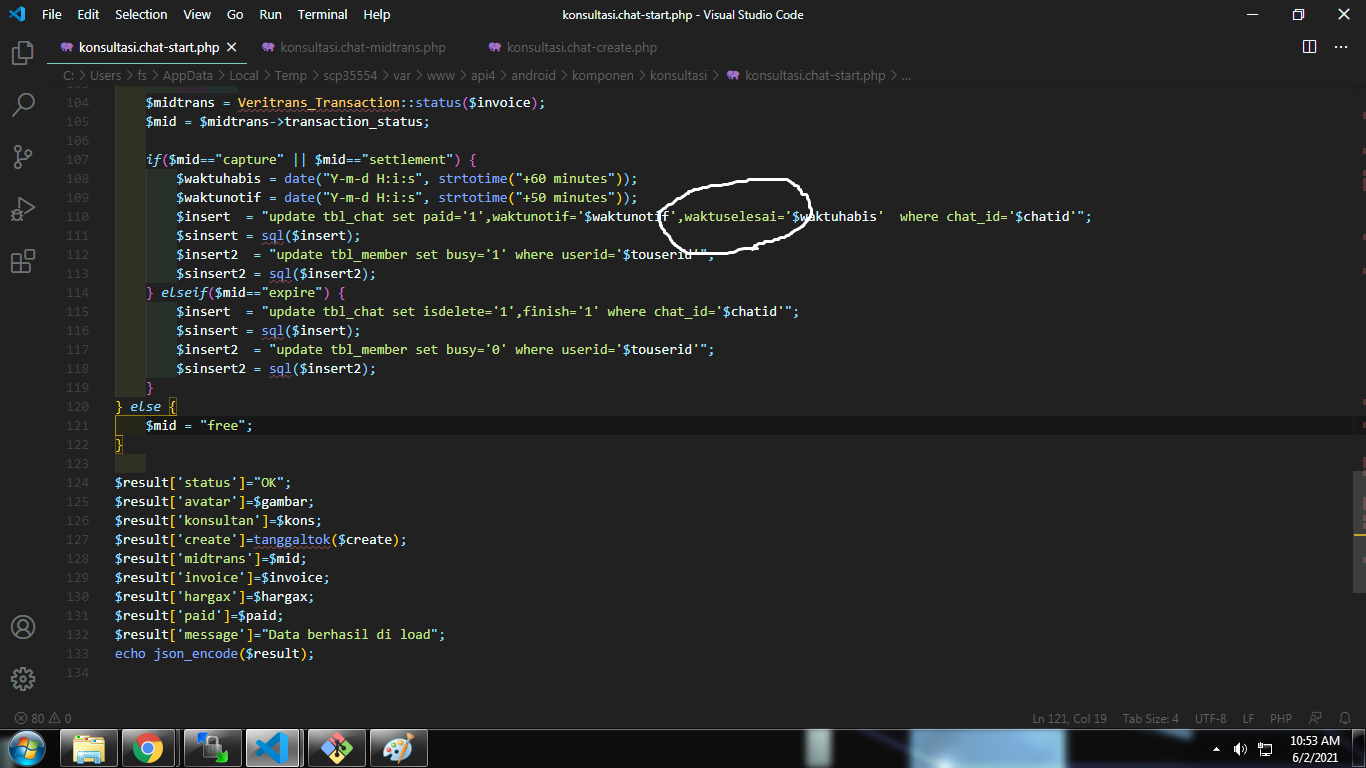 File Edit Selection View Go Run Terminal Help konsultasi.chat-start.php - Visual Studio Code
konsultasi.chat-start.php konsultasi.chat-midtrans.php konsultasi.chat-create.php
C: > Users > fs > AppData > Local > Temp > scp35554 > var > www > api4 > android > komponen > konsultasi > konsultasi.chat-start.php > ...
104 $midtrans = Veritrans_Transaction::status($invoice);
105 $mid = $midtrans->transaction_status;
106
107 if($mid=="capture" || $mid=="settlement") {
108 $waktuhabis = date("Y-m-d H:i:s", strtotime("+60 minutes"));
109 $waktunotif = date("Y-m-d H:i:s", strtotime("+50 minutes"));
110 $insert  = "update tbl_chat set paid='1',waktunotif='$waktunotif',waktuselesai='$waktuhabis'  where chat_id='$chatid'";
111 $sinsert = sql($insert);
112 $insert2  = "update tbl_member set busy='1' where userid='$touserid'";
113 $sinsert2 = sql($insert2);
114 } elseif($mid=="expire") {
115 $insert  = "update tbl_chat set isdelete='1',finish='1' where chat_id='$chatid'";
116 $sinsert = sql($insert);
117 $insert2  = "update tbl_member set busy='0' where userid='$touserid'";
118 $sinsert2 = sql($insert2);
119 }
120 } else {
121 $mid = "free";
122 }
123
124 $result['status']="OK";
125 $result['avatar']=$gambar;
126 $result['konsultan']=$kons;
127 $result['create']=tanggaltok($create);
128 $result['midtrans']=$mid;
129 $result['invoice']=$invoice;
130 $result['hargax']=$hargax;
131 $result['paid']=$paid;
132 $result['message']="Data berhasil di load";
133 echo json_encode($result);
134
80 0 Ln 121, Col 19 Tab Size: 4 UTF-8 LF PHP
10:53 AM
6/2/2021